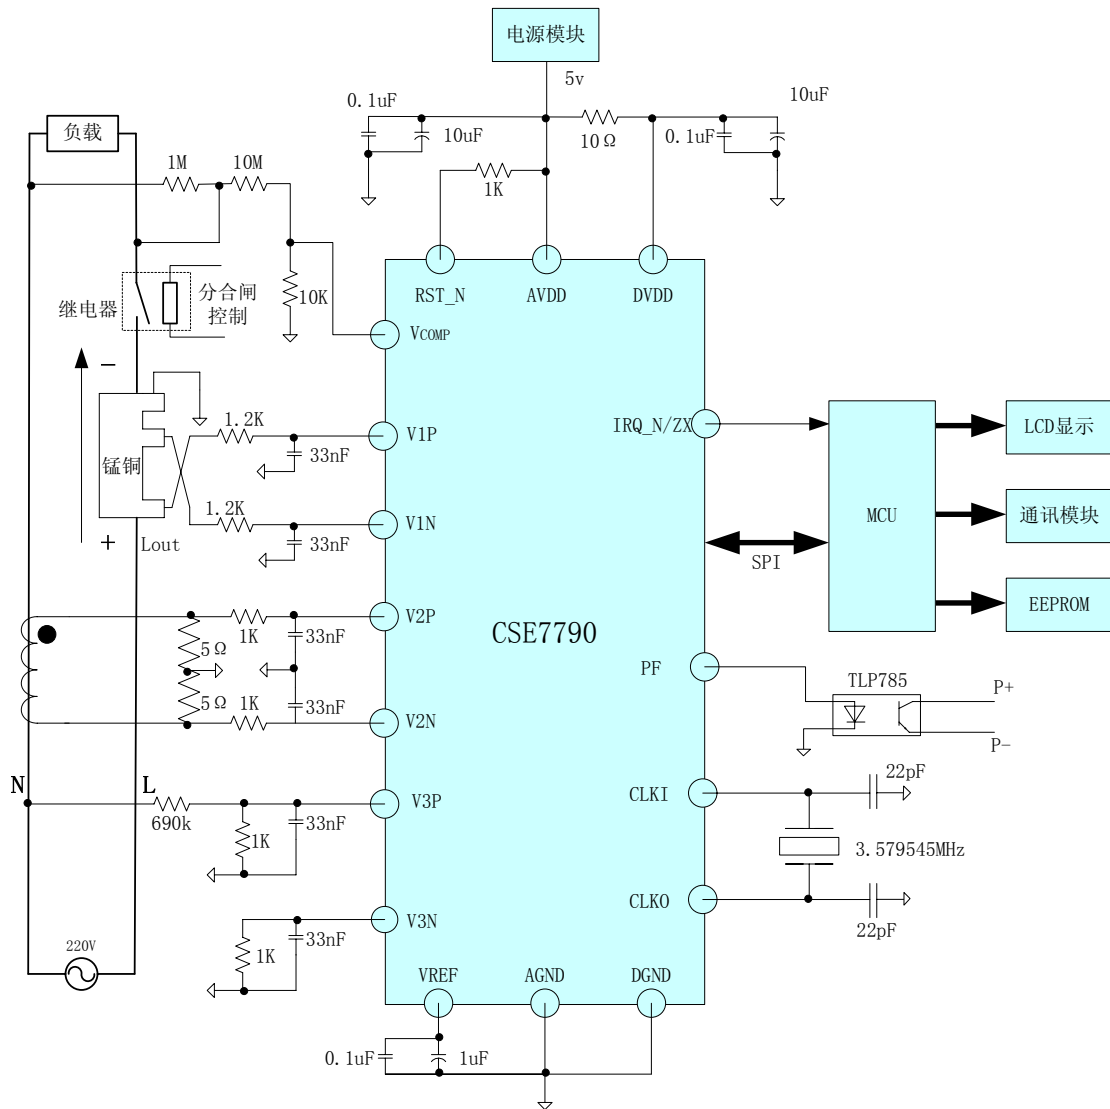 电源模块
5v
0.1uF
10uF
10Ω
0.1uF
10uF
负载
1M
10M
1K
RST_N
AVDD
DVDD
继电器
分合闸
控制
10K
VCOMP
−
1.2K
V1P
33nF
锰铜
IRQ_N/ZX
LCD显示
1.2K
V1N
33nF
MCU
通讯模块
+
Lout
SPI
V2P
1K
33nF
5Ω
CSE7790
EEPROM
5Ω
1K
33nF
V2N
PF
TLP785
P+
P-
N
L
690k
V3P
33nF
1K
CLKI
22pF
3.579545MHz
CLKO
22pF
V3N
33nF
1K
220V
VREF
AGND
DGND
0.1uF
1uF